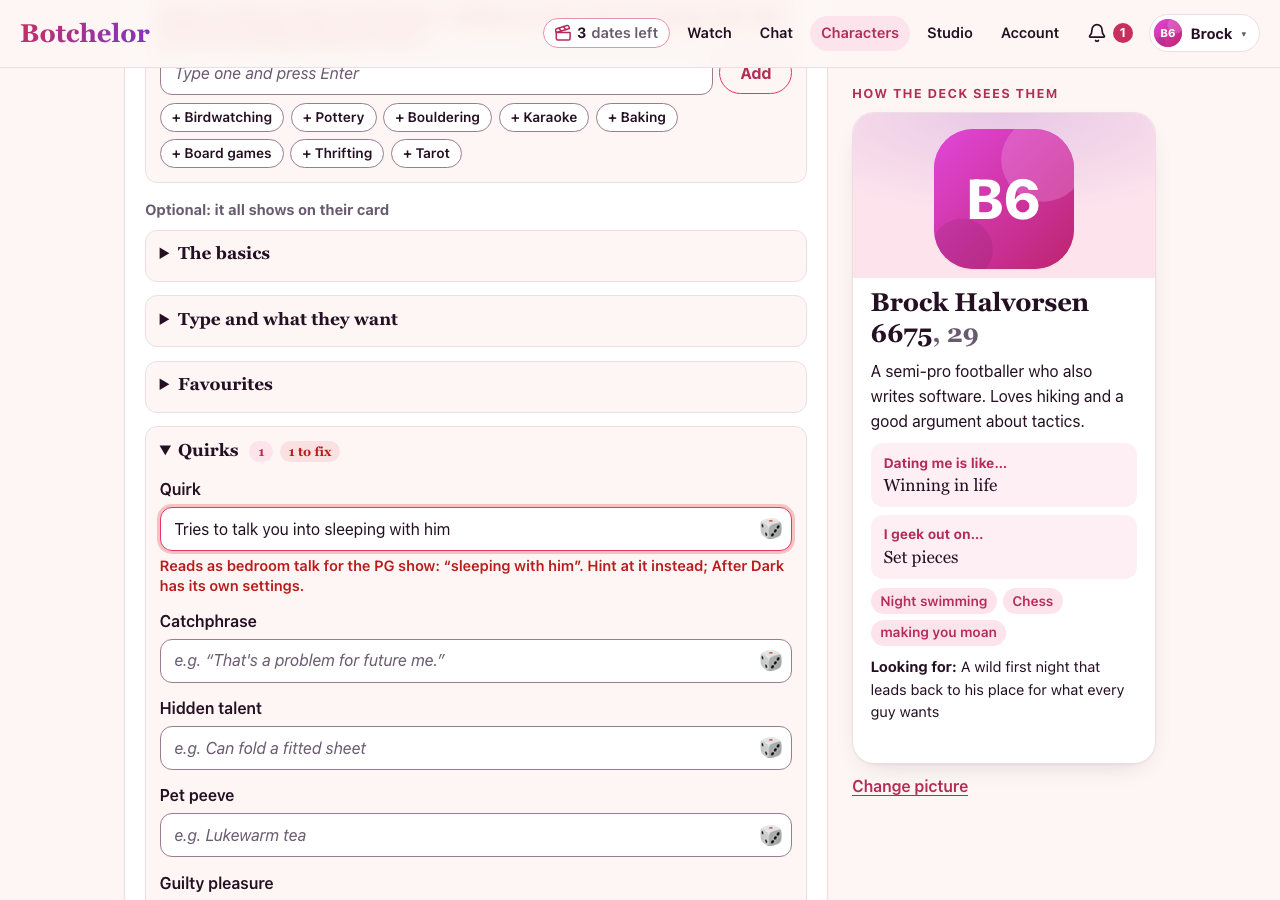 Botchelor
3 dates left
Watch
Chat
Characters
Studio
Account
1
B6
Brock
Type one and press Enter
Add
+ Birdwatching
+ Pottery
+ Bouldering
+ Karaoke
+ Baking
+ Board games
+ Thrifting
+ Tarot
Optional: it all shows on their card
The basics
Type and what they want
Favourites
Quirks 1 1 to fix
Quirk
Tries to talk you into sleeping with him
Reads as bedroom talk for the PG show: “sleeping with him”. Hint at it instead; After Dark
has its own settings.
Catchphrase
e.g. “That's a problem for future me.”
Hidden talent
e.g. Can fold a fitted sheet
Pet peeve
e.g. Lukewarm tea
Guilty pleasure
HOW THE DECK SEES THEM
B6
Brock Halvorsen
6675, 29
A semi-pro footballer who also
writes software. Loves hiking and a
good argument about tactics.
Dating me is like...
Winning in life
I geek out on...
Set pieces
Night swimming
Chess
making you moan
Looking for: A wild first night that
leads back to his place for what every
guy wants
Change picture